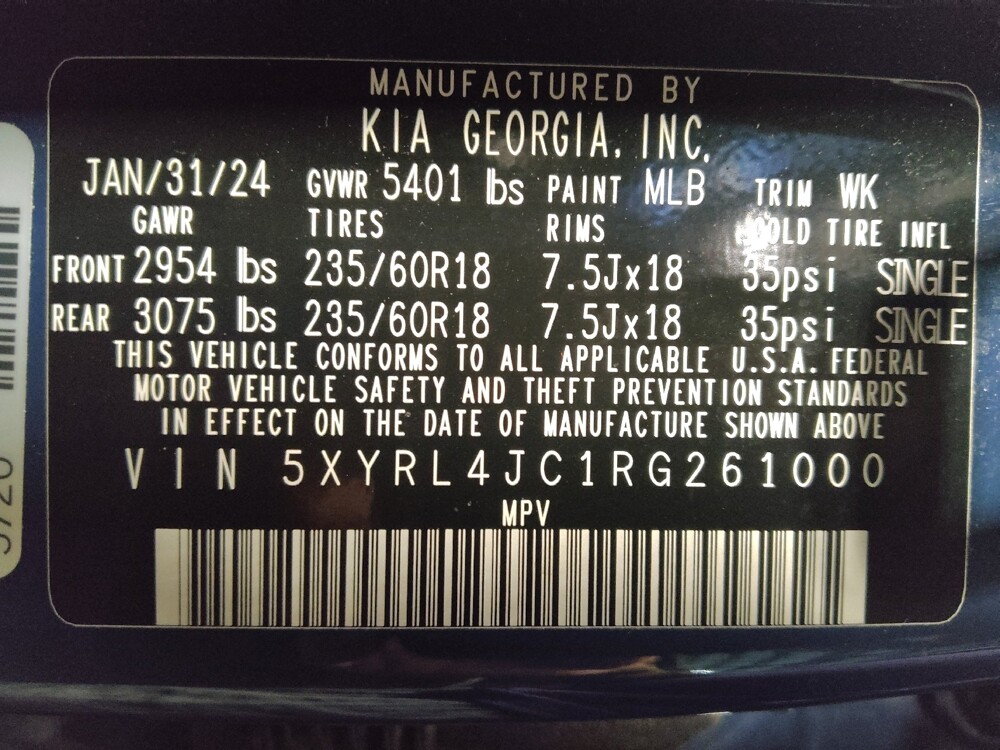 MANUFACTURED BY
KIA GEORGIA, INC.
JAN/31/24 GVWR 5401 lbs PAINT MLB TRIM WK
GAWR TIRES RIMS COLD TIRE INFL
FRONT 2954 lbs 235/60R18 7.5Jx18 35psi SINGLE
REAR 3075 lbs 235/60R18 7.5Jx18 35psi SINGLE
THIS VEHICLE CONFORMS TO ALL APPLICABLE U.S.A. FEDERAL
MOTOR VEHICLE SAFETY AND THEFT PREVENTION STANDARDS
IN EFFECT ON THE DATE OF MANUFACTURE SHOWN ABOVE
VIN 5XYRL4JC1RG261000
MPV